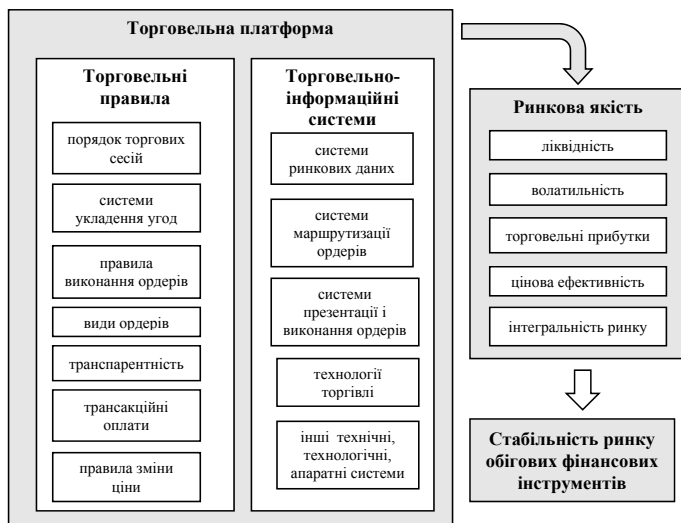 Торговельна платформа
Торговельні
правила
порядок торгових
сесій
системи
укладення угод
правила
виконання ордерів
види ордерів
транспарентність
трансакційні
оплати
правила зміни
ціни
Торговельно-
інформаційні
системи
системи
ринкових даних
системи
маршрутизації
ордерів
системи
презентації і
виконання ордерів
технології
торгівлі
інші технічні,
технологічні,
апаратні системи
Ринкова якість
ліквідність
волатильність
торговельні прибутки
цінова ефективність
інтегральність ринку
Стабільність ринку
обігових фінансових
інструментів